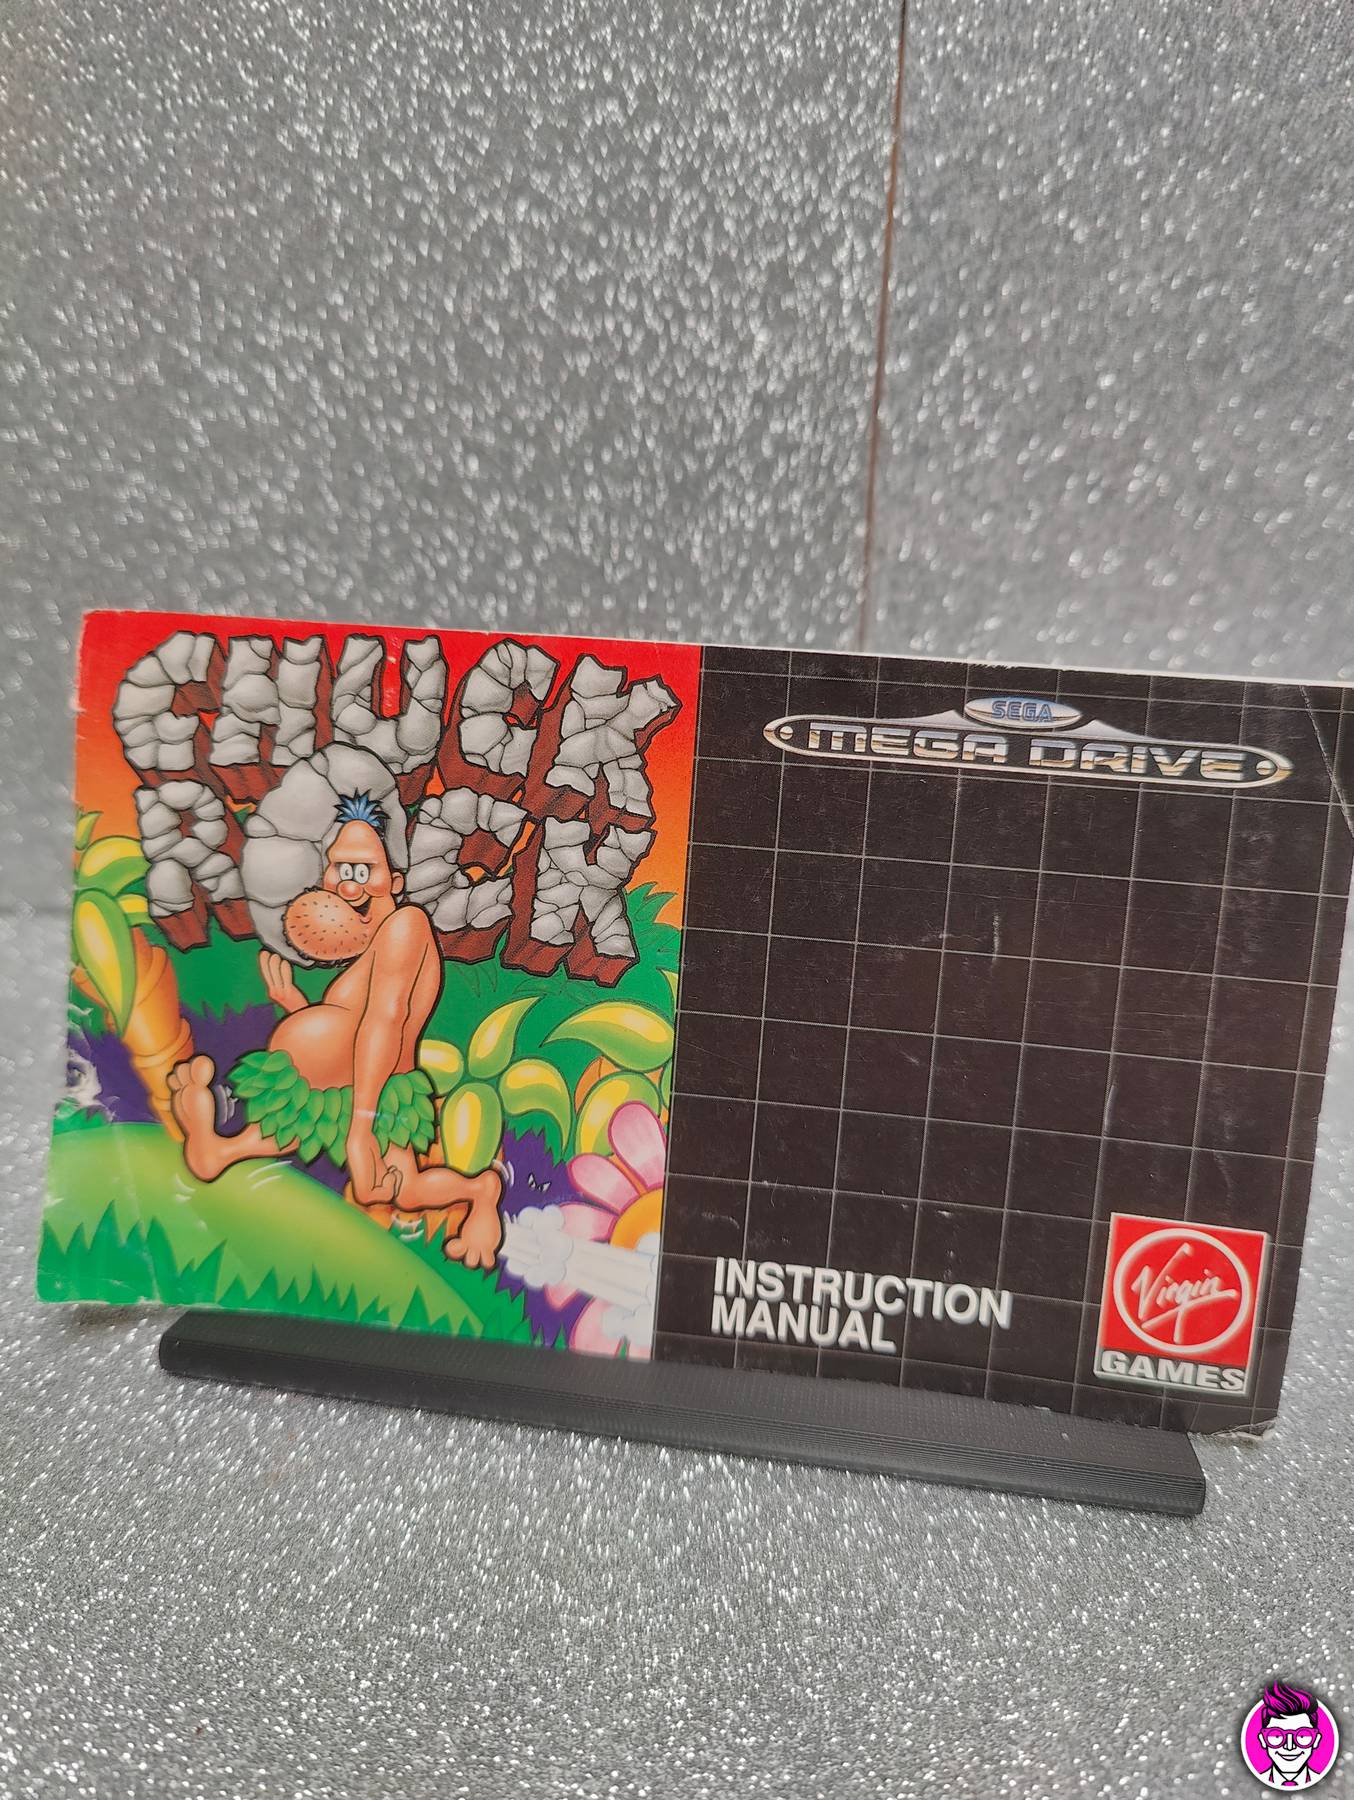 CHUCK
ROCK
SEGA
MEGA DRIVE
INSTRUCTION
MANUAL
Virgin
GAMES